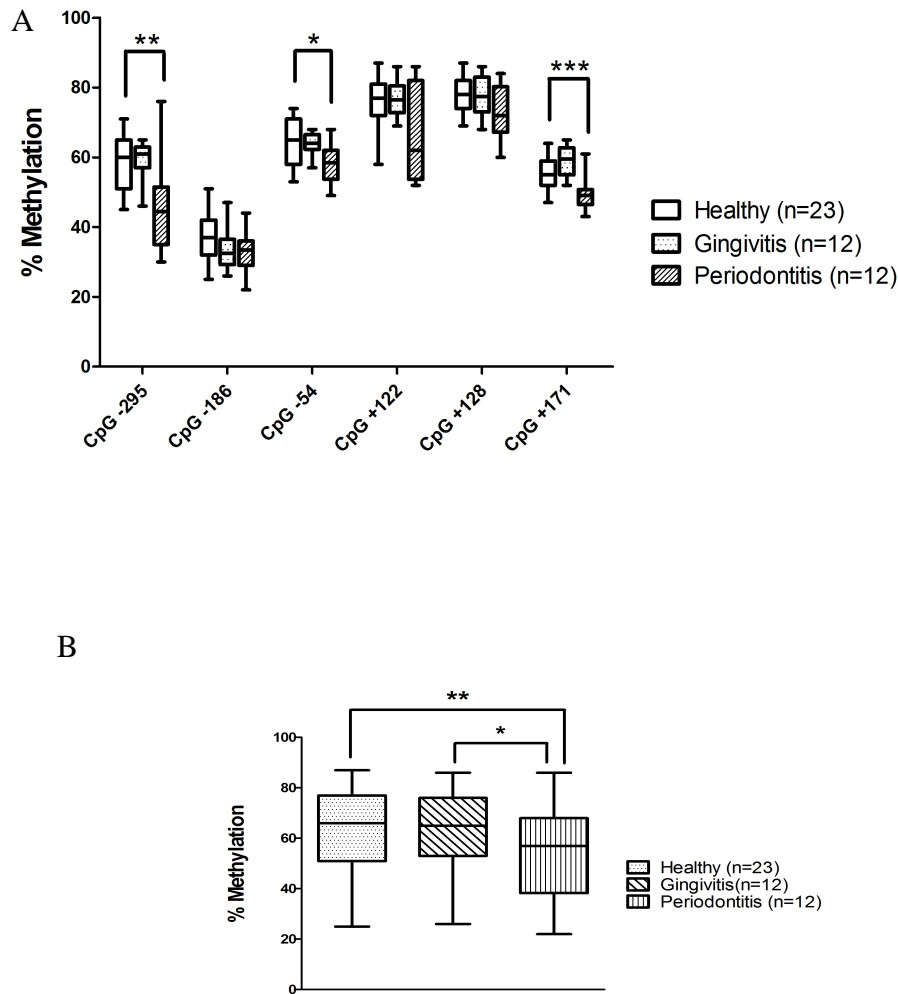 A
**
*
***
% Methylation
100
80
60
40
20
0
CpG -295
CpG -186
CpG -54
CpG +122
CpG +128
CpG +171
Healthy (n=23)
Gingivitis (n=12)
Periodontitis (n=12)
B
**
*
% Methylation
100
80
60
40
20
0
Healthy (n=23)
Gingivitis(n=12)
Periodontitis (n=12)